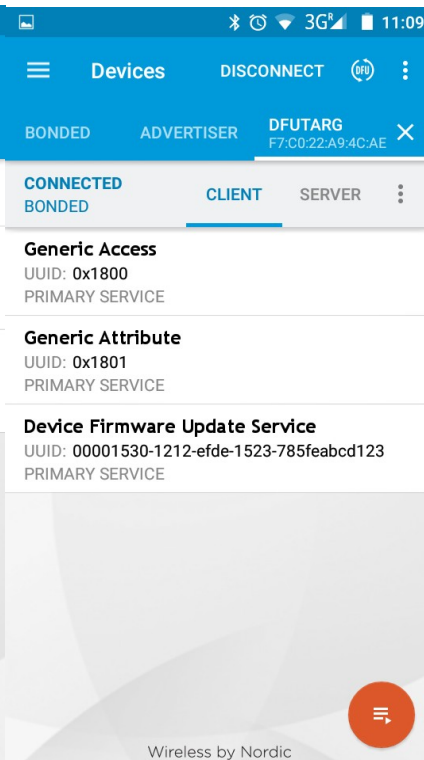 3G R 11:09
Devices DISCONNECT DFU
BONDED ADVERTISER DFUTARG
F7:C0:22:A9:4C:AE
CONNECTED
BONDED CLIENT SERVER
Generic Access
UUID: 0x1800
PRIMARY SERVICE
Generic Attribute
UUID: 0x1801
PRIMARY SERVICE
Device Firmware Update Service
UUID: 00001530-1212-efde-1523-785feabcd123
PRIMARY SERVICE
Wireless by Nordic